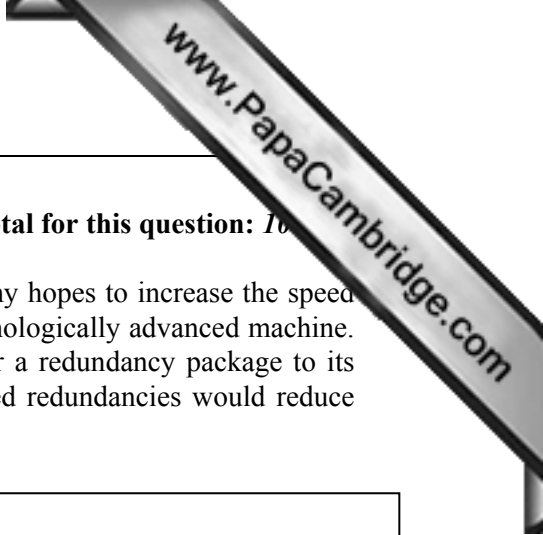 www.PapaCambridge.com
tal for this question: 10
ny hopes to increase the speed
nologically advanced machine.
r a redundancy package to its
ed redundancies would reduce